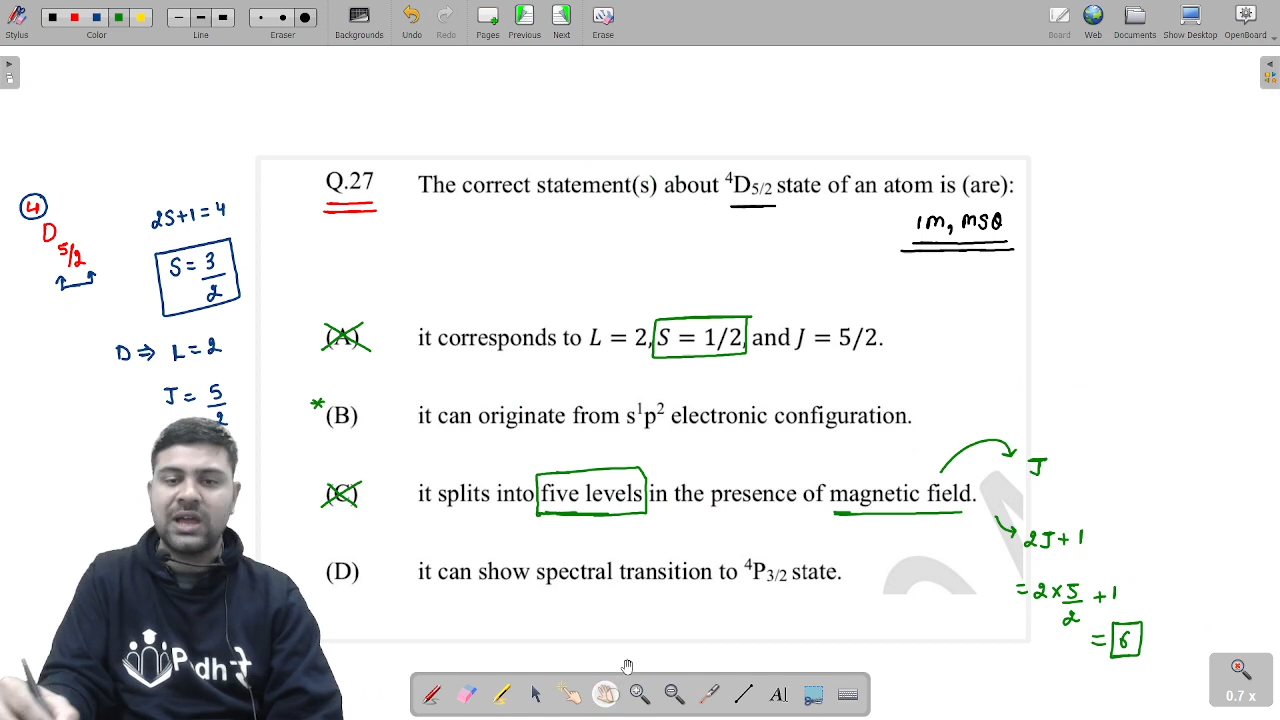 Stylus
Color
Line
Eraser
Backgrounds
Undo
Redo
Pages
Previous
Next
Erase
Board
Web
Documents
Show Desktop
OpenBoard
Q.27 The correct statement(s) about ⁴D₅/₂ state of an atom is (are):
1M, MSQ
4
D
5/2
2S+1=4
S = 3/2
D ⇒ L=2
J = 5/2
(A) it corresponds to L = 2, S = 1/2, and J = 5/2.
*(B) it can originate from s¹p² electronic configuration.
(C) it splits into five levels in the presence of magnetic field.
J
2J+1
= 2×5/2 +1
= 6
(D) it can show spectral transition to ⁴P₃/₂ state.
Pdh
AI
0.7 x